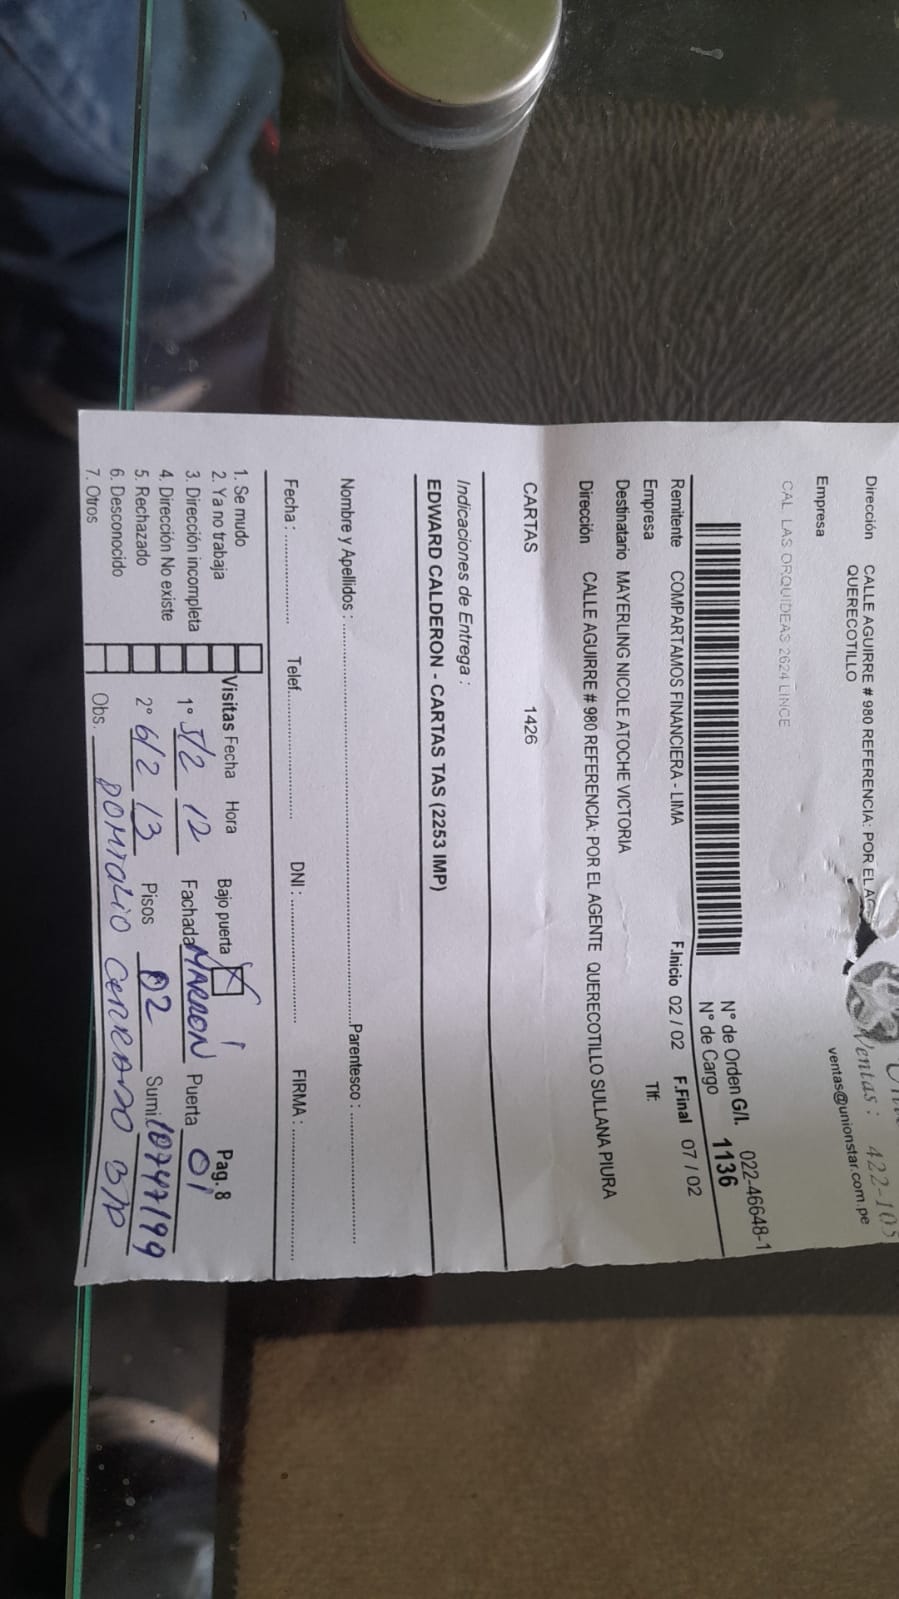 Ventas: 422-105
ventas@unionstar.com.pe
Dirección CALLE AGUIRRE # 980 REFERENCIA: POR EL AG
QUERECOTILLO
Empresa
CAL LAS ORQUIDEAS 2624 LINCE
N° de Orden G/I. 022-46648-1
N° de Cargo 1136
Remitente COMPARTAMOS FINANCIERA - LIMA F.Inicio 02 / 02 F.Final 07 / 02
Empresa Tlf:
Destinatario MAYERLING NICOLE ATOCHE VICTORIA
Dirección CALLE AGUIRRE # 980 REFERENCIA: POR EL AGENTE QUERECOTILLO SULLANA PIURA
CARTAS 1426
Indicaciones de Entrega :
EDWARD CALDERON - CARTAS TAS (2253 IMP)
Nombre y Apellidos : Parentesco :
Fecha : Telef. DNI : FIRMA :
1. Se mudo
2. Ya no trabaja
3. Dirección incompleta
4. Dirección No existe
5. Rechazado
6. Desconocido
7. Otros
Visitas Fecha Hora Bajo puerta X Pag. 8
1° 5/2 12 Fachada MARRON Puerta 01
2° 6/2 13 Pisos 02 Sumi. 10747199
Obs. DOMICILIO CERRADO B/P